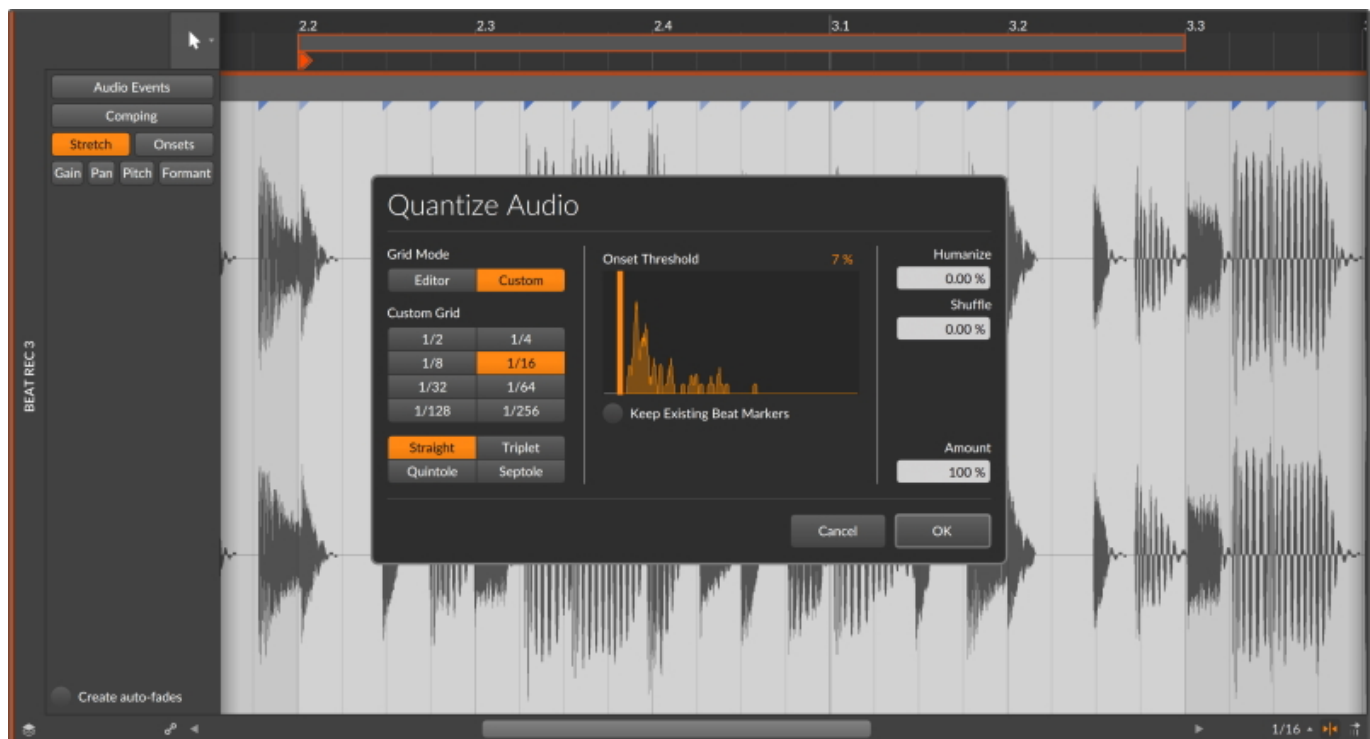 2.2 2.3 2.4 3.1 3.2 3.3
Audio Events
Comping
Stretch Onsets
Gain Pan Pitch Formant
BEAT REC 3
Quantize Audio
Grid Mode
Editor Custom
Custom Grid
1/2 1/4
1/8 1/16
1/32 1/64
1/128 1/256
Straight Triplet
Quintole Septole
Onset Threshold 7 %
Keep Existing Beat Markers
Humanize
0.00 %
Shuffle
0.00 %
Amount
100 %
Cancel OK
Create auto-fades
1/16